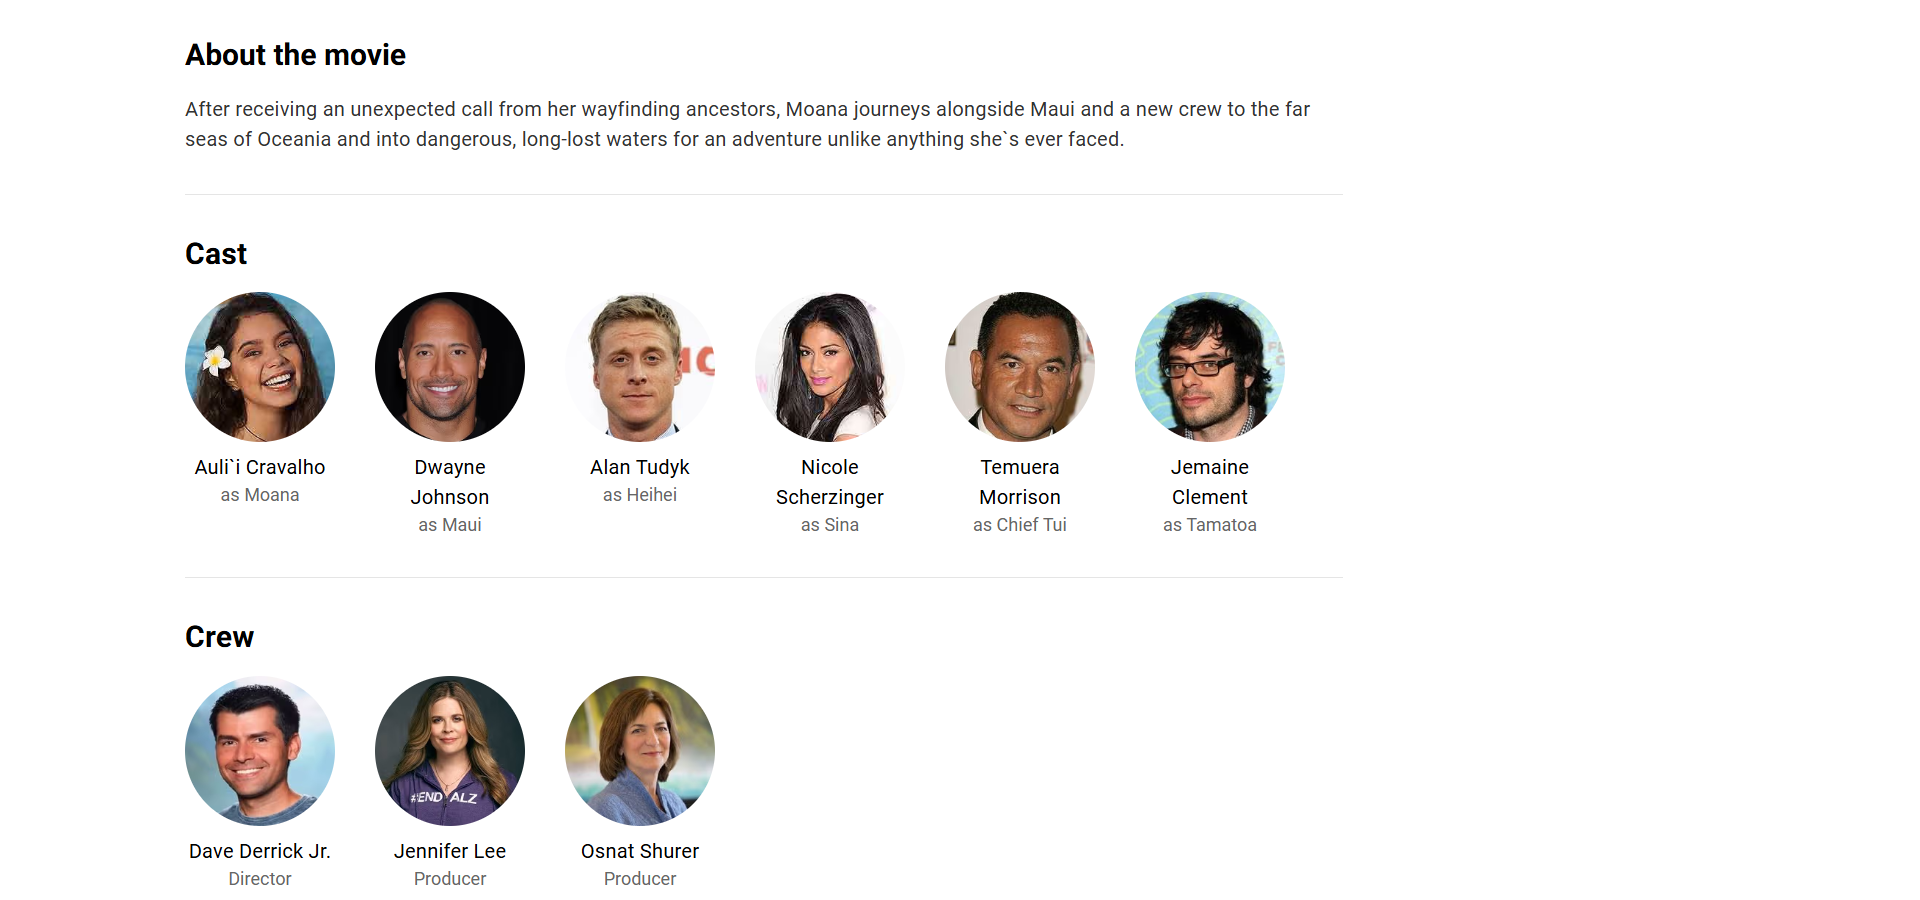 About the movie
After receiving an unexpected call from her wayfinding ancestors, Moana journeys alongside Maui and a new crew to the far
seas of Oceania and into dangerous, long-lost waters for an adventure unlike anything she`s ever faced.
Cast
Auli`i Cravalho
as Moana
Dwayne
Johnson
as Maui
Alan Tudyk
as Heihei
Nicole
Scherzinger
as Sina
Temuera
Morrison
as Chief Tui
Jemaine
Clement
as Tamatoa
Crew
#END ALZ
Dave Derrick Jr.
Director
Jennifer Lee
Producer
Osnat Shurer
Producer